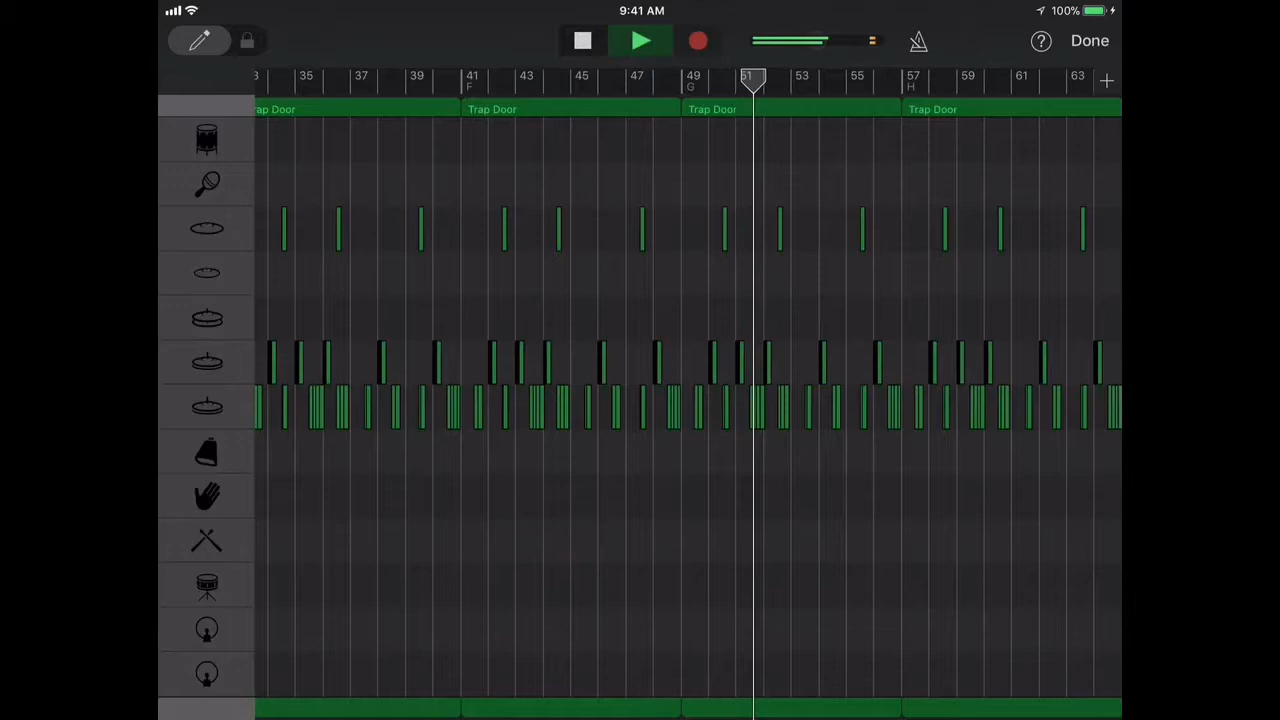 9:41 AM
100%
? Done
3 35 37 39 41 43 45 47 49 51 53 55 57 59 61 63 +
F G H
rap Door Trap Door Trap Door Trap Door